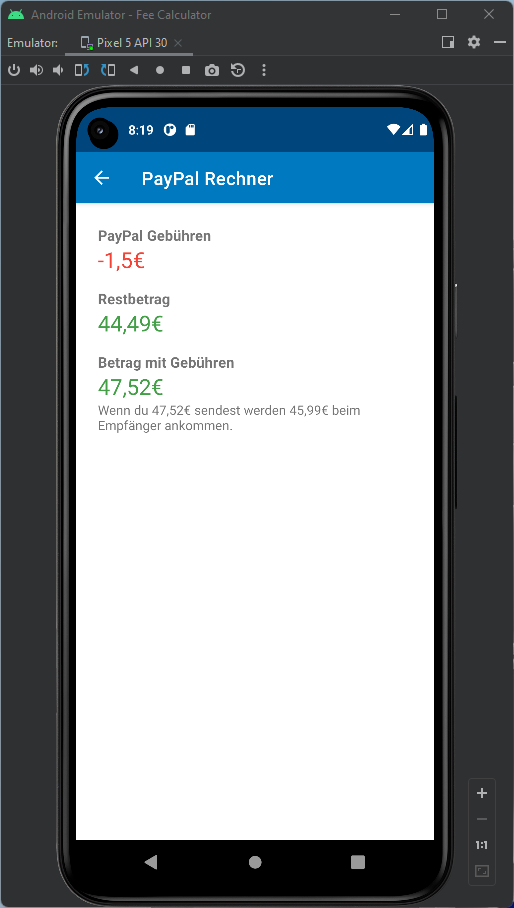 Android Emulator - Fee Calculator
Emulator: Pixel 5 API 30
8:19
PayPal Rechner
PayPal Gebühren
-1,5€
Restbetrag
44,49€
Betrag mit Gebühren
47,52€
Wenn du 47,52€ sendest werden 45,99€ beim
Empfänger ankommen.
1:1